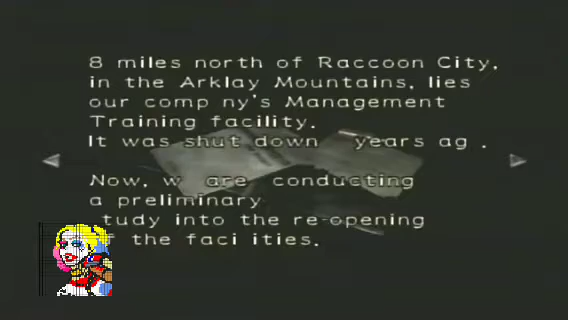 8 miles north of Raccoon City,
in the Arklay Mountains, lies
our comp ny's Management
Training facility.
It was shut down years ag .
Now, w are conducting
a preliminary
tudy into the re-opening
f the faci ities.